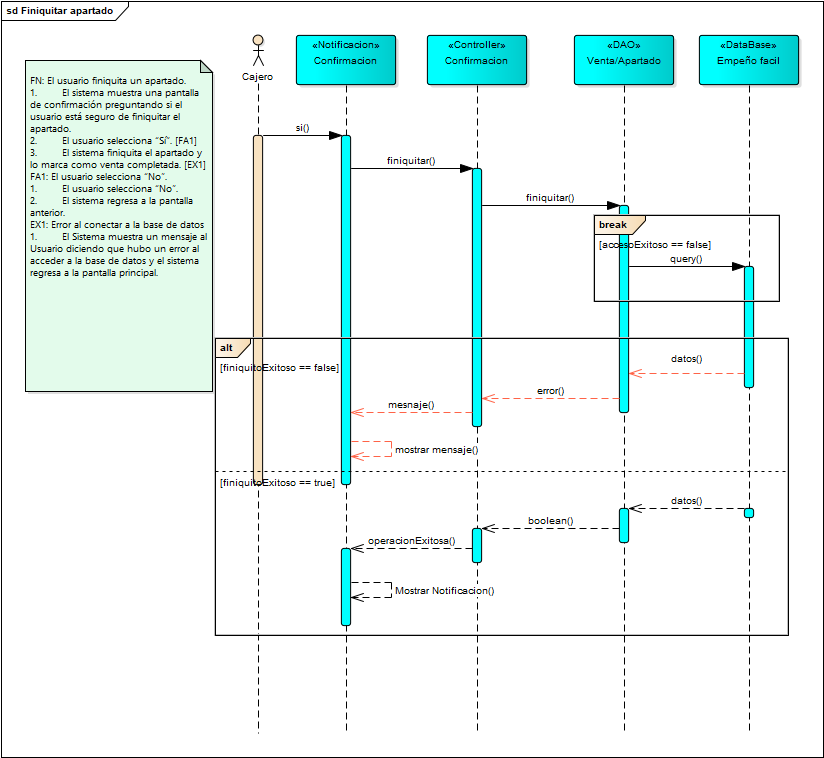 sd Finiquitar apartado
FN: El usuario finiquita un apartado.
1. El sistema muestra una pantalla
de confirmación preguntando si el
usuario está seguro de finiquitar el
apartado.
2. El usuario selecciona "Sí". [FA1]
3. El sistema finiquita el apartado y
lo marca como venta completada. [EX1]
FA1: El usuario selecciona "No".
1. El usuario selecciona "No".
2. El sistema regresa a la pantalla
anterior.
EX1: Error al conectar a la base de datos
1. El Sistema muestra un mensaje al
Usuario diciendo que hubo un error al
acceder a la base de datos y el sistema
regresa a la pantalla principal.
Cajero
«Notificacion»
Confirmacion
«Controller»
Confirmacion
«DAO»
Venta/Apartado
«DataBase»
Empeño facil
si()
finiquitar()
finiquitar()
break
[accesoExitoso == false]
query()
alt
[finiquitoExitoso == false]
datos()
error()
mesnaje()
mostrar mensaje()
[finiquitoExitoso == true]
datos()
boolean()
operacionExitosa()
Mostrar Notificacion()